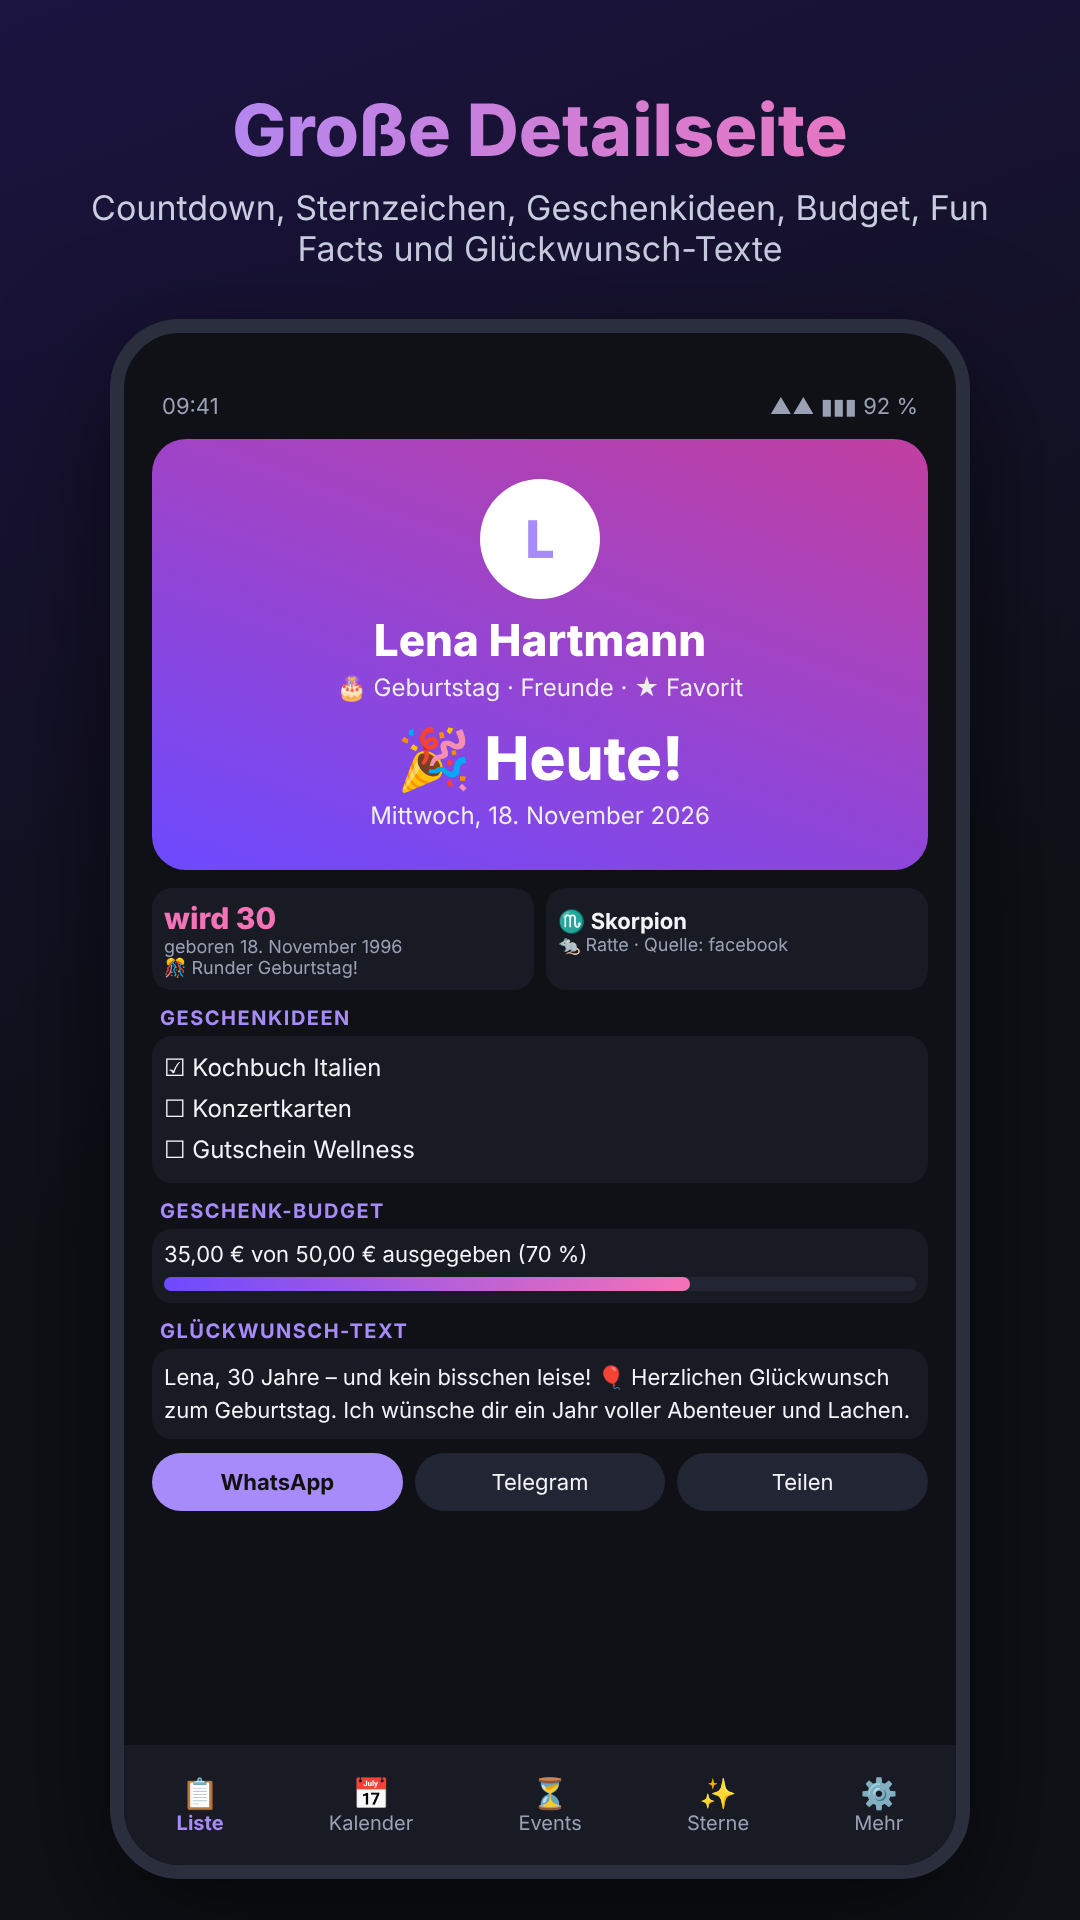 Große Detailseite
Countdown, Sternzeichen, Geschenkideen, Budget, Fun
Facts und Glückwunsch-Texte
09:41
▲▲ ▮▮▮ 92 %
L
Lena Hartmann
🎂 Geburtstag · Freunde · ★ Favorit
🎉 Heute!
Mittwoch, 18. November 2026
wird 30
geboren 18. November 1996
🎊 Runder Geburtstag!
♏ Skorpion
🐀 Ratte · Quelle: facebook
GESCHENKIDEEN
☑ Kochbuch Italien
☐ Konzertkarten
☐ Gutschein Wellness
GESCHENK-BUDGET
35,00 € von 50,00 € ausgegeben (70 %)
GLÜCKWUNSCH-TEXT
Lena, 30 Jahre – und kein bisschen leise! 🎈 Herzlichen Glückwunsch
zum Geburtstag. Ich wünsche dir ein Jahr voller Abenteuer und Lachen.
WhatsApp
Telegram
Teilen
📋 📅 ⏳ ✨ ⚙️
Liste
Kalender
Events
Sterne
Mehr